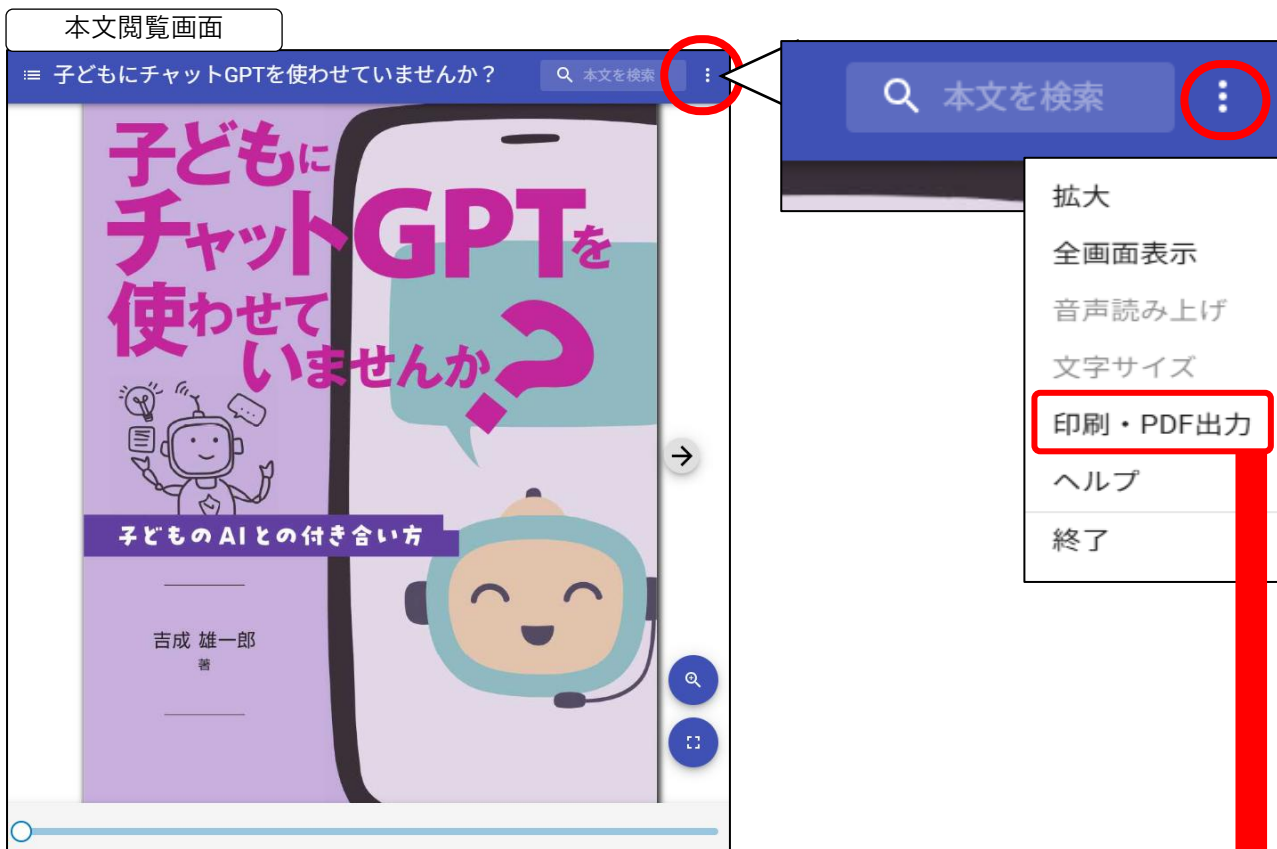 本文閲覧画面
子どもにチャットGPTを使わせていませんか？
本文を検索
子どもに
チャットGPTを
使わせて
いませんか？
子どものAIとの付き合い方
吉成 雄一郎
著
本文を検索
拡大
全画面表示
音声読み上げ
文字サイズ
印刷・PDF出力
ヘルプ
終了